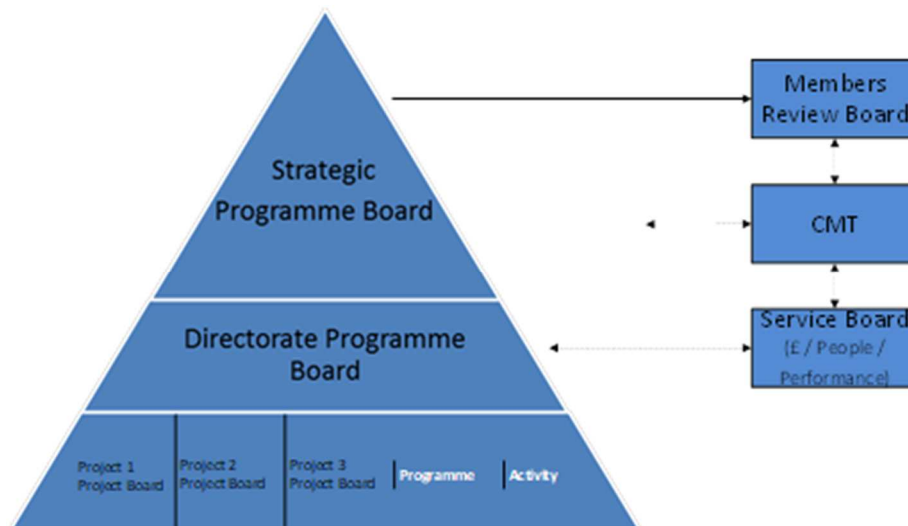 Strategic
Programme Board
Directorate Programme
Board
Project 1
Project Board
Project 2
Project Board
Project 3
Project Board
Programme
Activity
Members
Review Board
CMT
Service Board
(£ / People /
Performance)